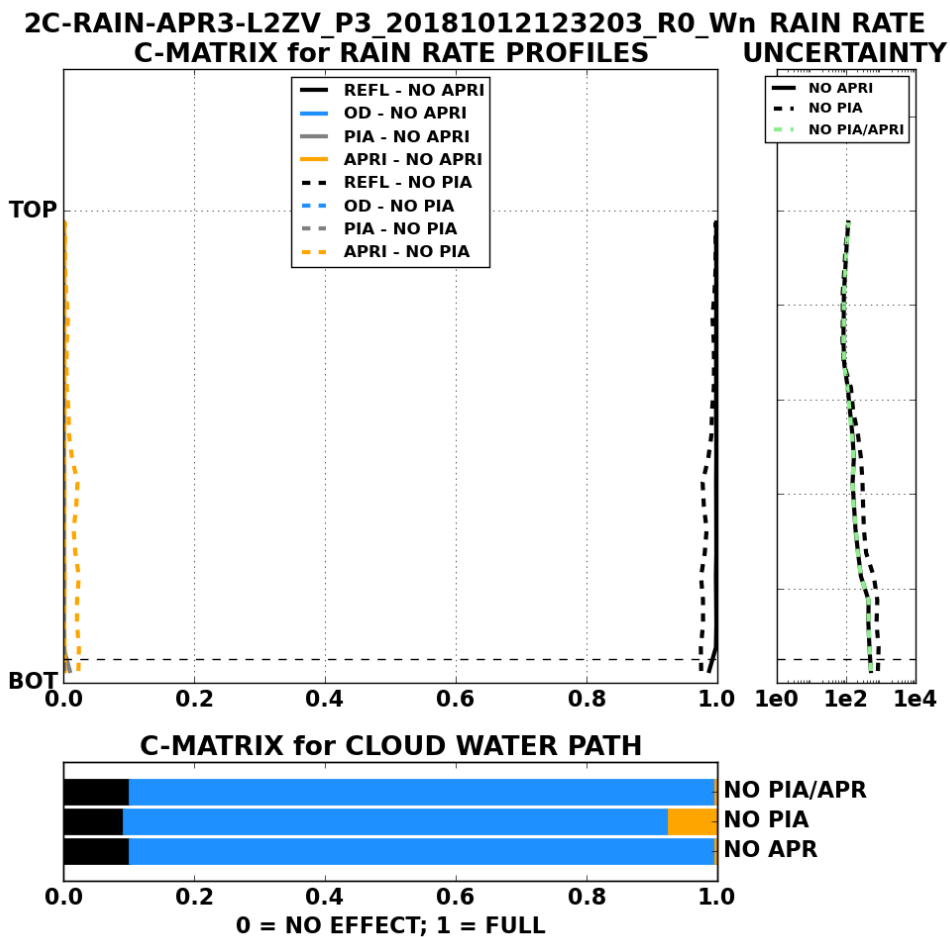 2C-RAIN-APR3-L2ZV_P3_20181012123203_R0_Wn RAIN RATE
C-MATRIX for RAIN RATE PROFILES UNCERTAINTY
REFL - NO APRI
OD - NO APRI
PIA - NO APRI
APRI - NO APRI
REFL - NO PIA
OD - NO PIA
PIA - NO PIA
APRI - NO PIA
NO APRI
NO PIA
NO PIA/APRI
TOP
BOT
0.0 0.2 0.4 0.6 0.8 1.0
1e0 1e2 1e4
C-MATRIX for CLOUD WATER PATH
NO PIA/APR
NO PIA
NO APR
0.0 0.2 0.4 0.6 0.8 1.0
0 = NO EFFECT; 1 = FULL